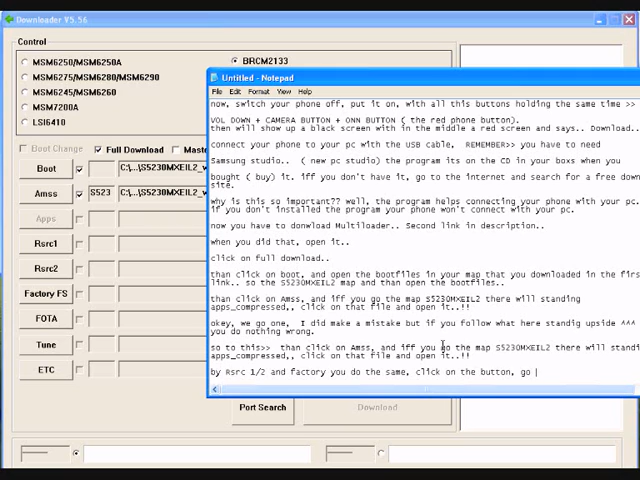 Downloader V5.56
Control
MSM6250/MSM6250A
BRCM2133
MSM6275/MSM6280/MSM6290
MSM6245/MSM6260
MSM7200A
LSI6410
Boot Change
Full Download
Boot
C:\...\S5230MXEIL2_
Amss
S523
C:\...\S5230MXEIL2_
Apps
Rsrc1
Rsrc2
Factory FS
FOTA
Tune
ETC
Port Search
Download
Untitled - Notepad
File Edit Format View Help
now, switch your phone off, put it on, with all this buttons holding the same time >>
VOL DOWN + CAMERA BUTTON + ONN BUTTON ( the red phone button).
then will show up a black screen with in the middle a red screen and says.. Download..
connect your phone to your pc with the USB cable, REMEMBER>> you have to need
Samsung studio.. ( new pc studio) the program its on the CD in your boxs when you
bought ( buy) it. iff you don't have it, go to the internet and search for a free down
site.
why is this so important?? well, the program helps connecting your phone with your pc.
if you don't installed the program your phone won't connect with your pc.
now you have to donwload Multiloader.. Second link in description..
when you did that, open it..
click on full download..
than click on boot, and open the bootfiles in your map that you downloaded in the firs
link.. so the S5230MXEIL2 map and than open the bootfiles..
than click on Amss, and iff you go the map S5230MXEIL2 there will standing
apps_compressed,, click on that file and open it..!!
okey, we go one, I did make a mistake but if you follow what here standig upside ^^^
you do nothing wrong.
so to this>> than click on Amss, and iff you go the map S5230MXEIL2 there will standi
apps_compressed,, click on that file and open it..!!
by Rsrc 1/2 and factory you do the same, click on the button, go